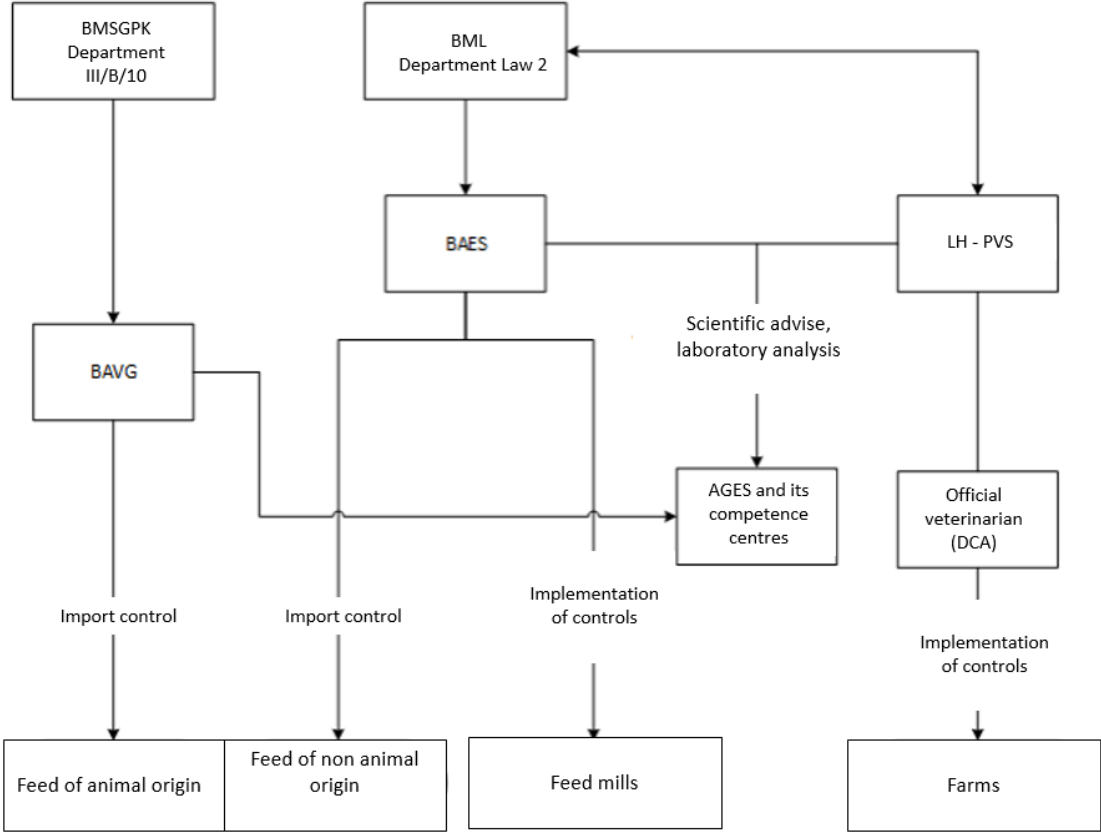 BMSGPK
Department
III/B/10
BML
Department Law 2
BAES
LH - PVS
Scientific advise,
laboratory analysis
BAVG
AGES and its
competence
centres
Official
veterinarian
(DCA)
Import control
Import control
Implementation
of controls
Implementation
of controls
Feed of animal origin
Feed of non animal
origin
Feed mills
Farms